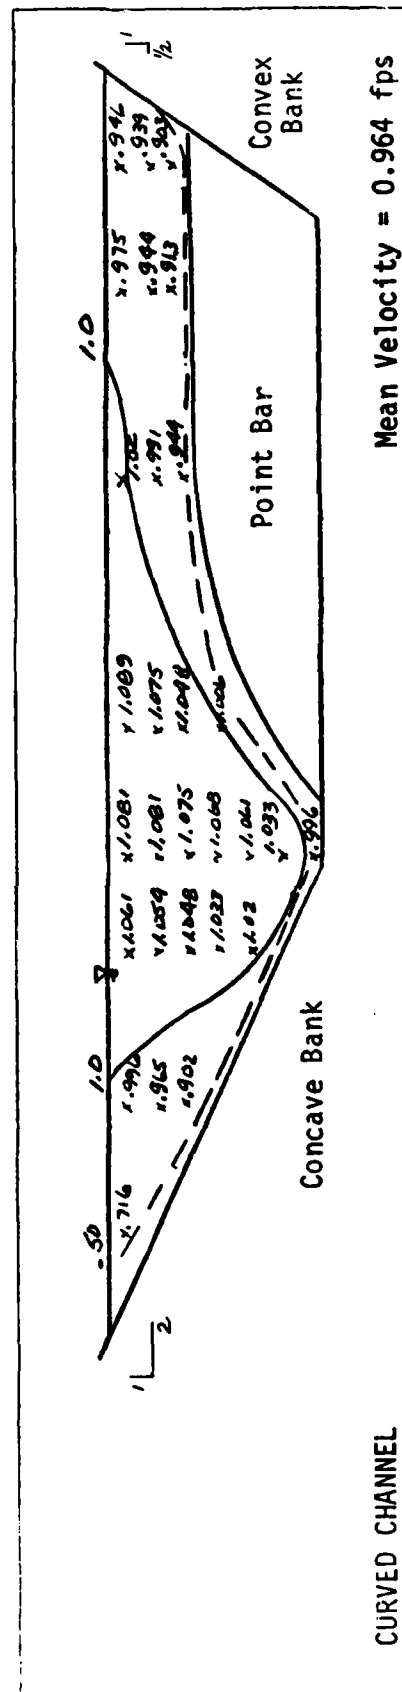 .50
1.0
1.0
x.716
x.965
x.902
x1.061
x1.054
x1.048
x1.02
x1.081
x1.081
x1.075
x1.068
x1.061
x1.033
x.996
x1.089
x1.075
x1.048
x1.006
x1.02
x.991
x.944
x.975
x.944
x.913
x.946
x.939
x.903
1
2
1
1/2
Concave Bank
Point Bar
Convex
Bank
CURVED CHANNEL
Mean Velocity = 0.964 fps